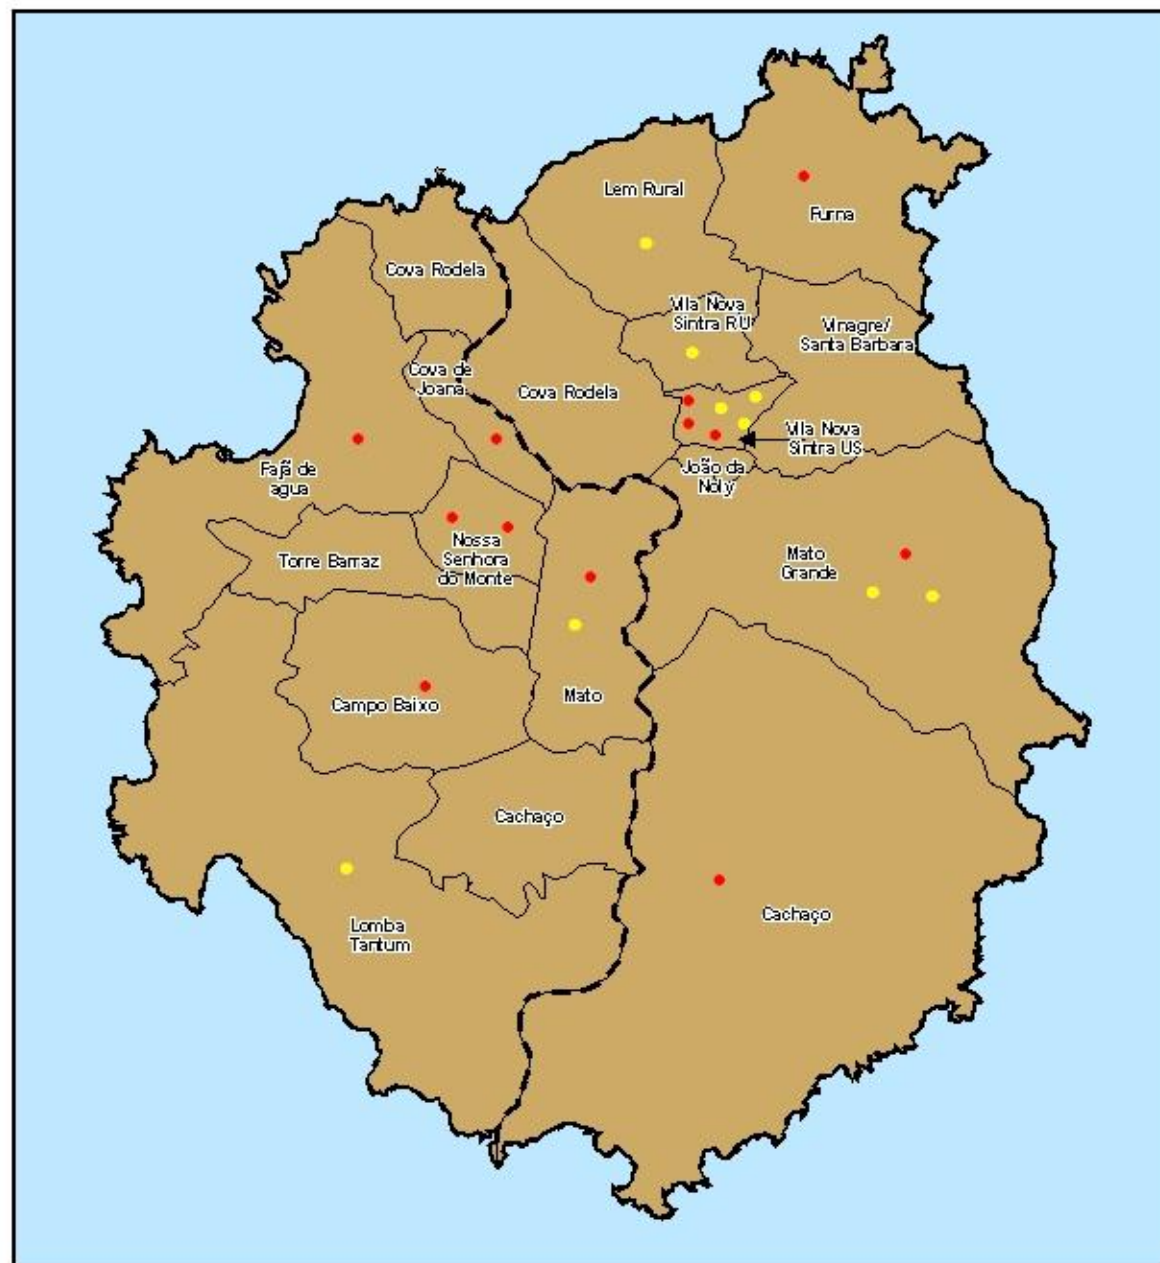 Lem Rural
Furna
Cova Rodela
Vila Nova
Sintra RU
Vinagre/
Santa Barbara
Cova de
Joana
Cova Rodela
Vila Nova
Sintra US
João da
Noly
Fajã de
agua
Torre Barraz
Nossa
Senhora
do Monte
Mato
Grande
Campo Baixo
Mato
Cachaço
Cachaço
Lomba
Tantum